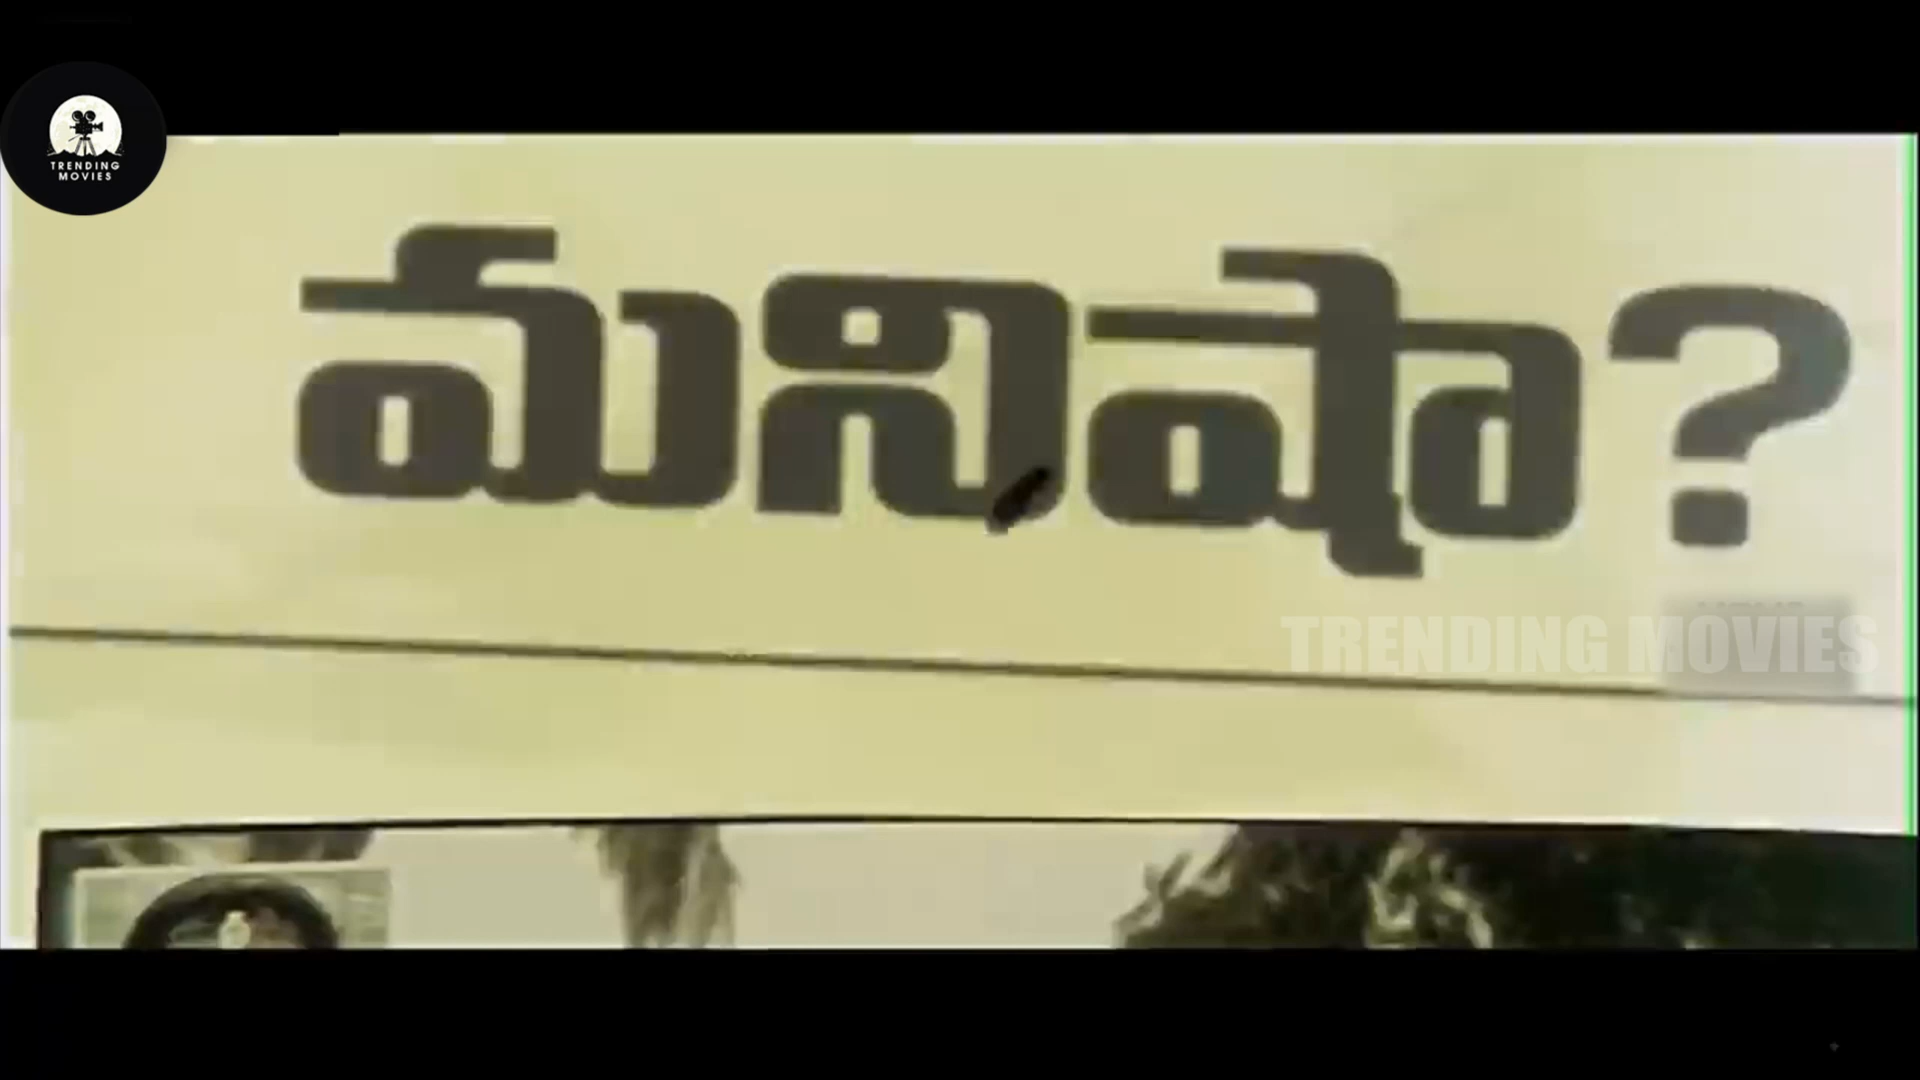 TRENDING
MOVIES
మనిషా?
TRENDING MOVIES